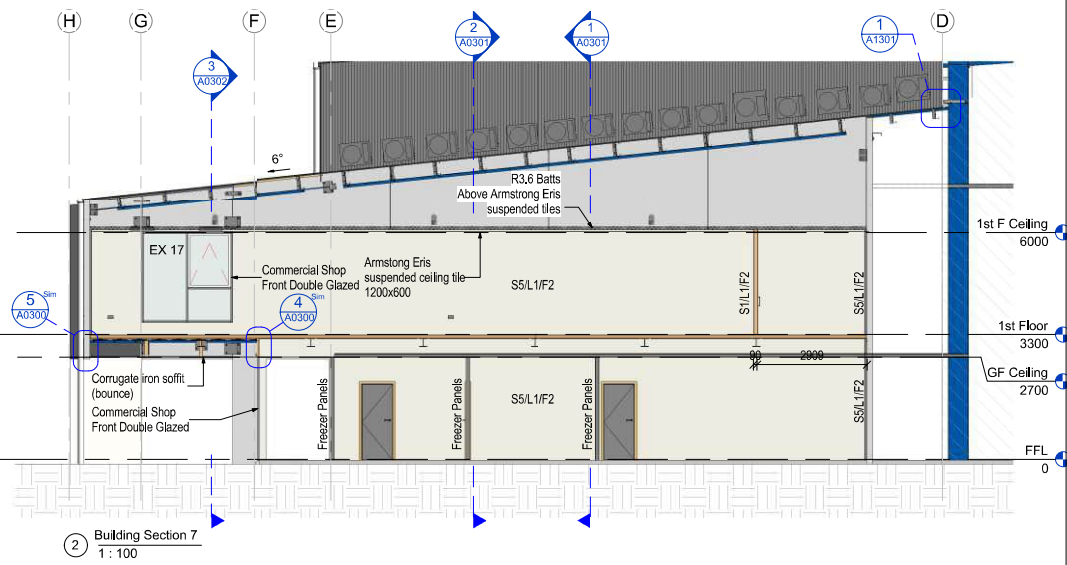 H
G
F
E
D
2
A0301
1
A0301
1
A1301
3
A0302
6°
R3.6 Batts
Above Armstrong Eris
suspended tiles
1st F Ceiling
6000
EX 17
Commercial Shop
Front Double Glazed
Armstong Eris
suspended ceiling tile
1200x600
S5/L1/F2
S1/L1/F2
S5/L1/F2
5
Sim
A0300
4
Sim
A0300
1st Floor
3300
90
2909
GF Ceiling
2700
Corrugate iron soffit
(bounce)
Commercial Shop
Front Double Glazed
Freezer Panels
Freezer Panels
S5/L1/F2
Freezer Panels
S5/L1/F2
FFL
0
2
Building Section 7
1 : 100